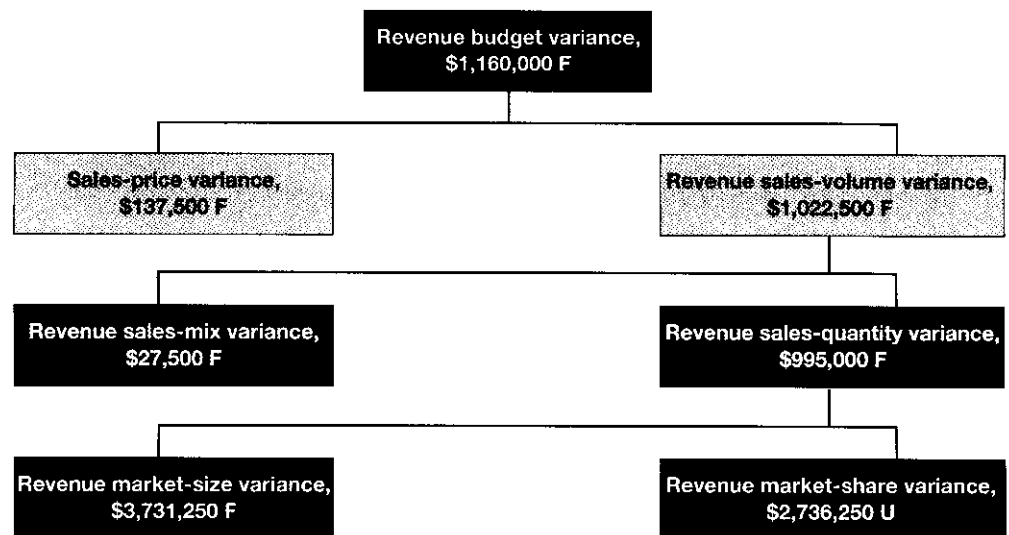 Revenue budget variance,
$1,160,000 F
Sales-price variance,
$137,500 F
Revenue sales-volume variance,
$1,022,500 F
Revenue sales-mix variance,
$27,500 F
Revenue sales-quantity variance,
$995,000 F
Revenue market-size variance,
$3,731,250 F
Revenue market-share variance,
$2,736,250 U